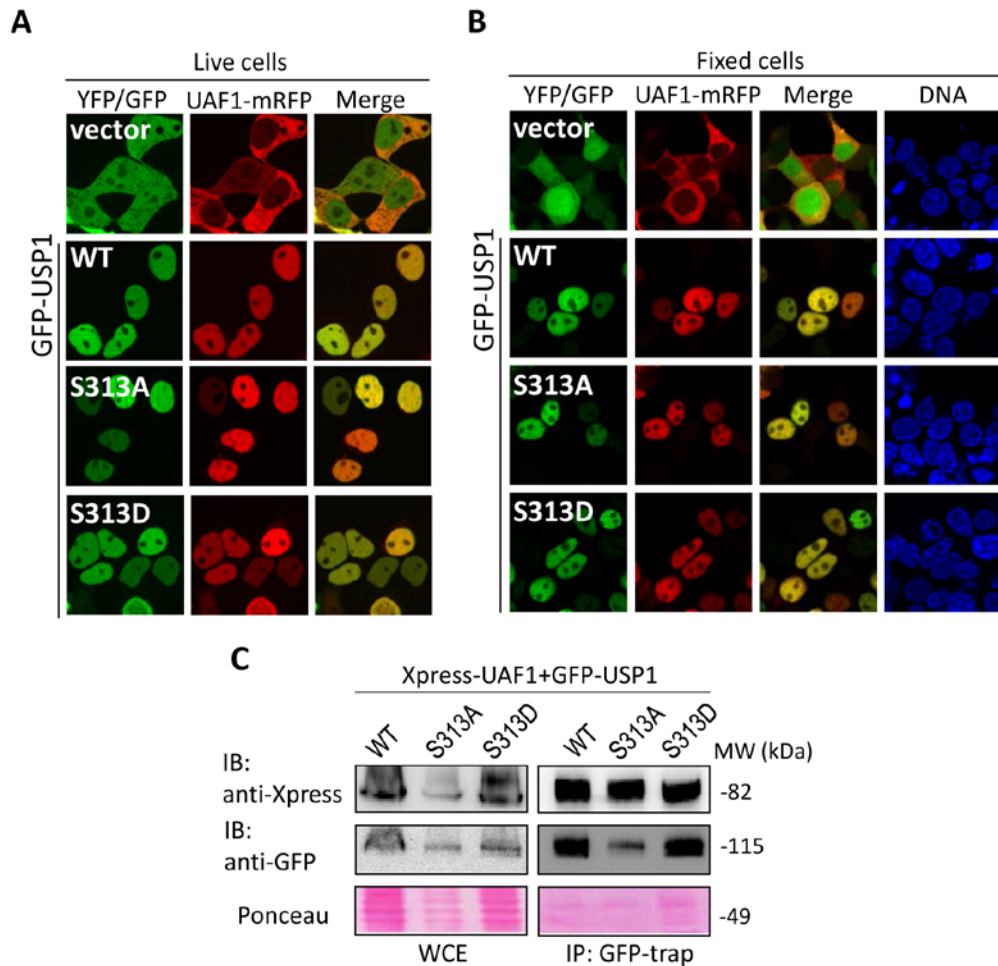 A
Live cells
YFP/GFP UAF1-mRFP Merge
vector
GFP-USP1
WT
S313A
S313D
B
Fixed cells
YFP/GFP UAF1-mRFP Merge DNA
vector
GFP-USP1
WT
S313A
S313D
C
Xpress-UAF1+GFP-USP1
WT S313A S313D WT S313A S313D MW (kDa)
IB:
anti-Xpress -82
IB:
anti-GFP -115
Ponceau -49
WCE IP: GFP-trap